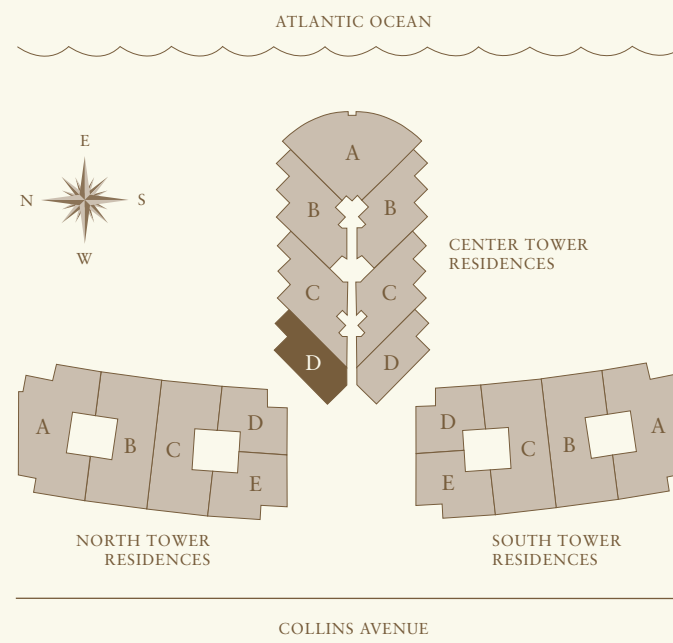 ATLANTIC OCEAN
E
N
S
W
A
B
B
CENTER TOWER
RESIDENCES
C
C
D
D
A
B
C
D
E
D
E
C
B
A
NORTH TOWER
RESIDENCES
SOUTH TOWER
RESIDENCES
COLLINS AVENUE